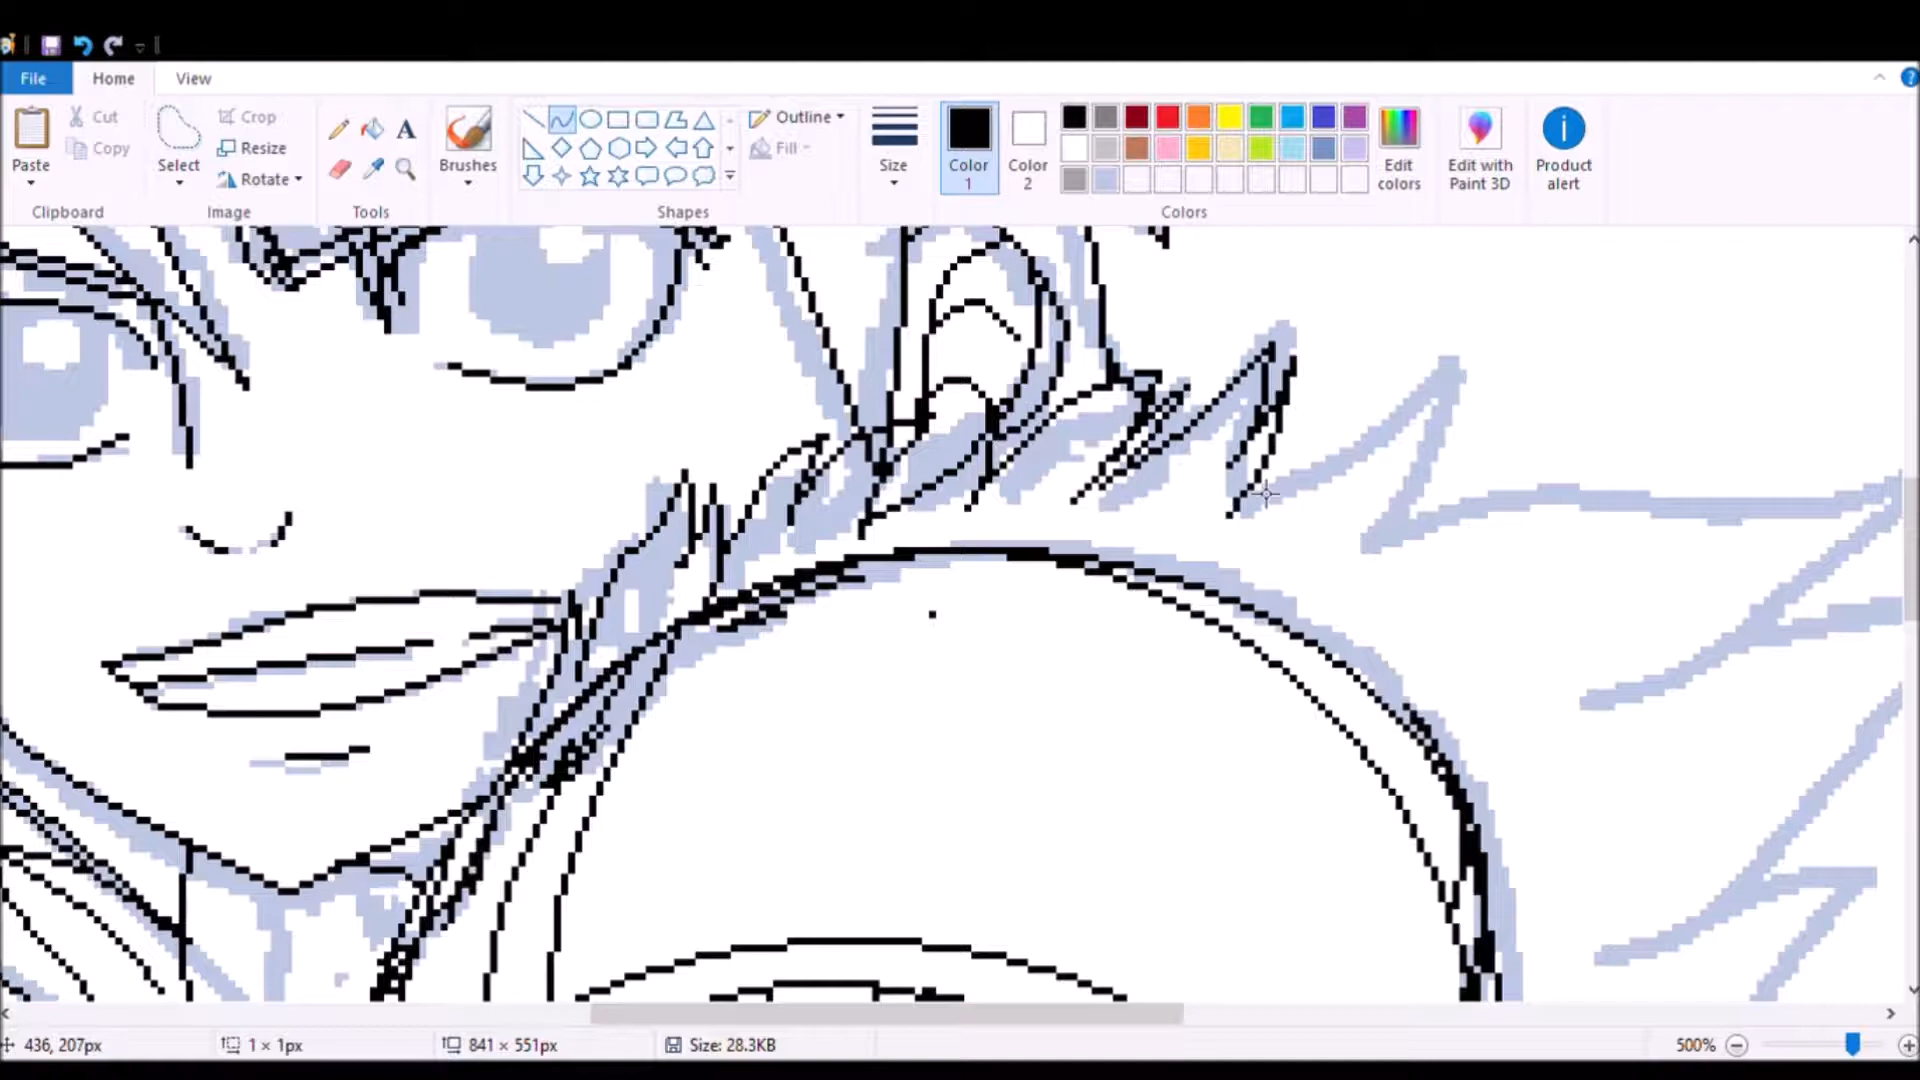 File Home View
Paste
Cut
Copy
Clipboard
Select
Crop
Resize
Rotate
Image
A
Tools
Brushes
Shapes
Outline
Fill
Size
Color
1
Color
2
Edit
colors
Colors
Edit with
Paint 3D
Product
alert
436, 207px 1 × 1px 841 × 551px Size: 28.3KB 500%